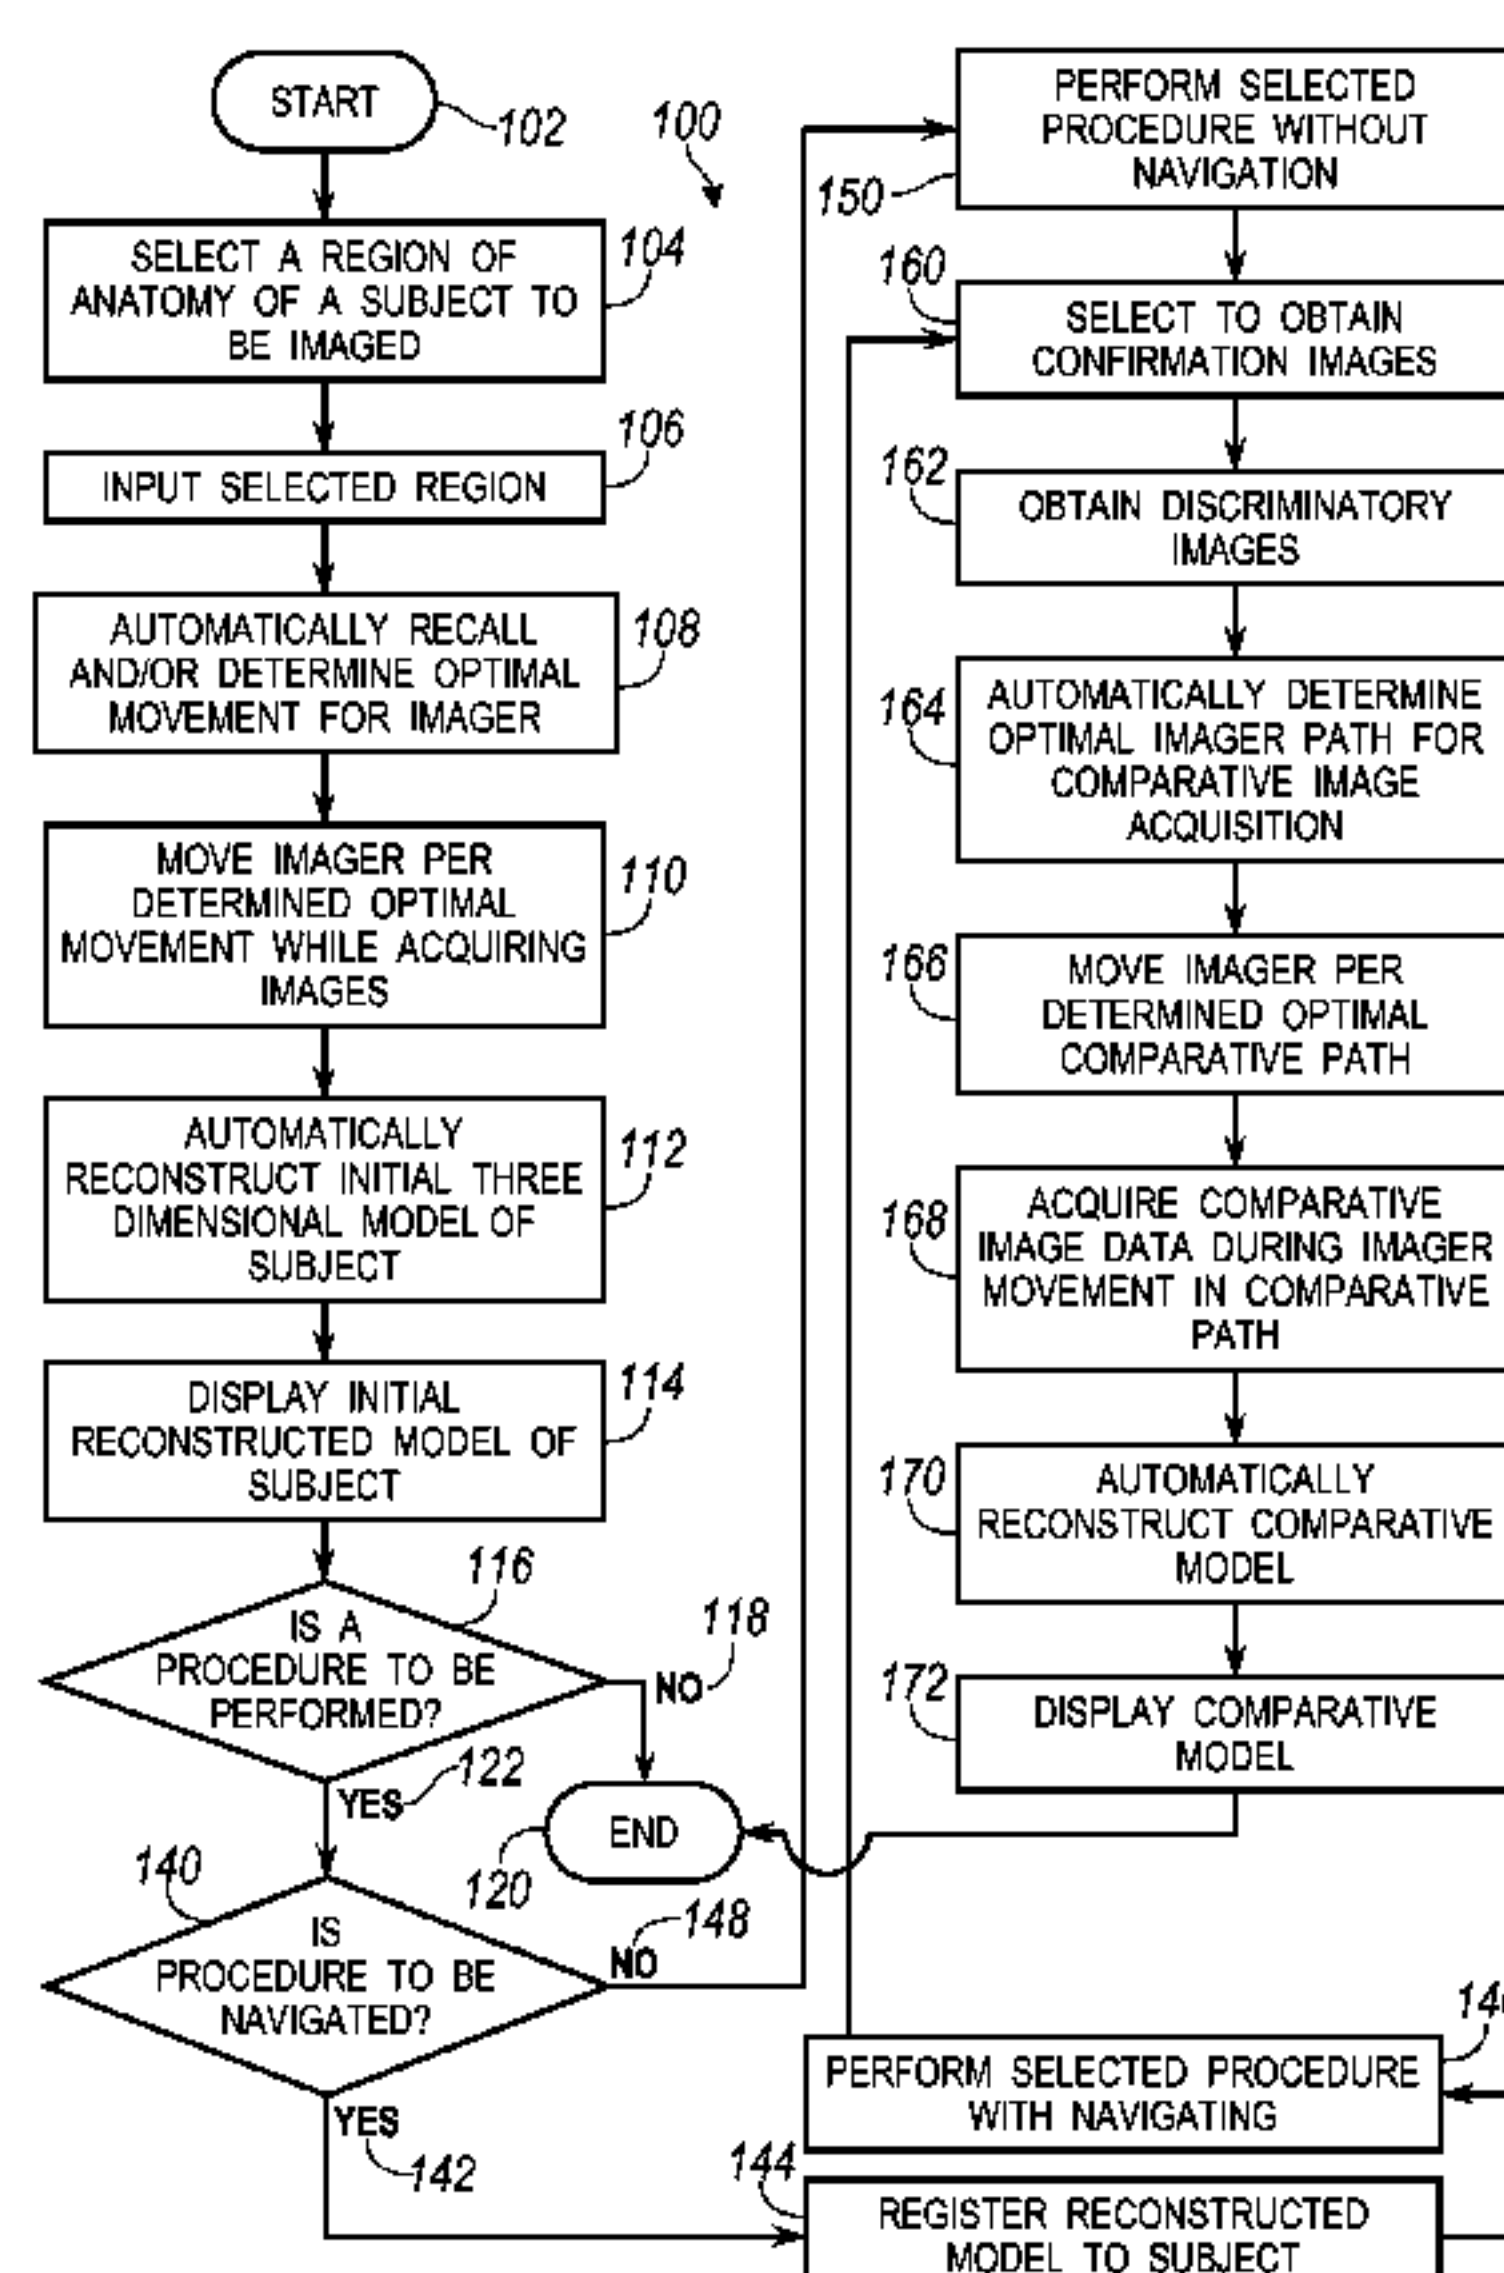 START
102
100
SELECT A REGION OF
ANATOMY OF A SUBJECT TO
BE IMAGED
104
INPUT SELECTED REGION
106
AUTOMATICALLY RECALL
AND/OR DETERMINE OPTIMAL
MOVEMENT FOR IMAGER
108
MOVE IMAGER PER
DETERMINED OPTIMAL
MOVEMENT WHILE ACQUIRING
IMAGES
110
AUTOMATICALLY
RECONSTRUCT INITIAL THREE
DIMENSIONAL MODEL OF
SUBJECT
112
DISPLAY INITIAL
RECONSTRUCTED MODEL OF
SUBJECT
114
IS A
PROCEDURE TO BE
PERFORMED?
116
NO
118
YES
122
END
120
IS
PROCEDURE TO BE
NAVIGATED?
140
NO
148
YES
142
PERFORM SELECTED
PROCEDURE WITHOUT
NAVIGATION
150
SELECT TO OBTAIN
CONFIRMATION IMAGES
160
OBTAIN DISCRIMINATORY
IMAGES
162
AUTOMATICALLY DETERMINE
OPTIMAL IMAGER PATH FOR
COMPARATIVE IMAGE
ACQUISITION
164
MOVE IMAGER PER
DETERMINED OPTIMAL
COMPARATIVE PATH
166
ACQUIRE COMPARATIVE
IMAGE DATA DURING IMAGER
MOVEMENT IN COMPARATIVE
PATH
168
AUTOMATICALLY
RECONSTRUCT COMPARATIVE
MODEL
170
DISPLAY COMPARATIVE
MODEL
172
PERFORM SELECTED PROCEDURE
WITH NAVIGATING
144
REGISTER RECONSTRUCTED
MODEL TO SUBJECT